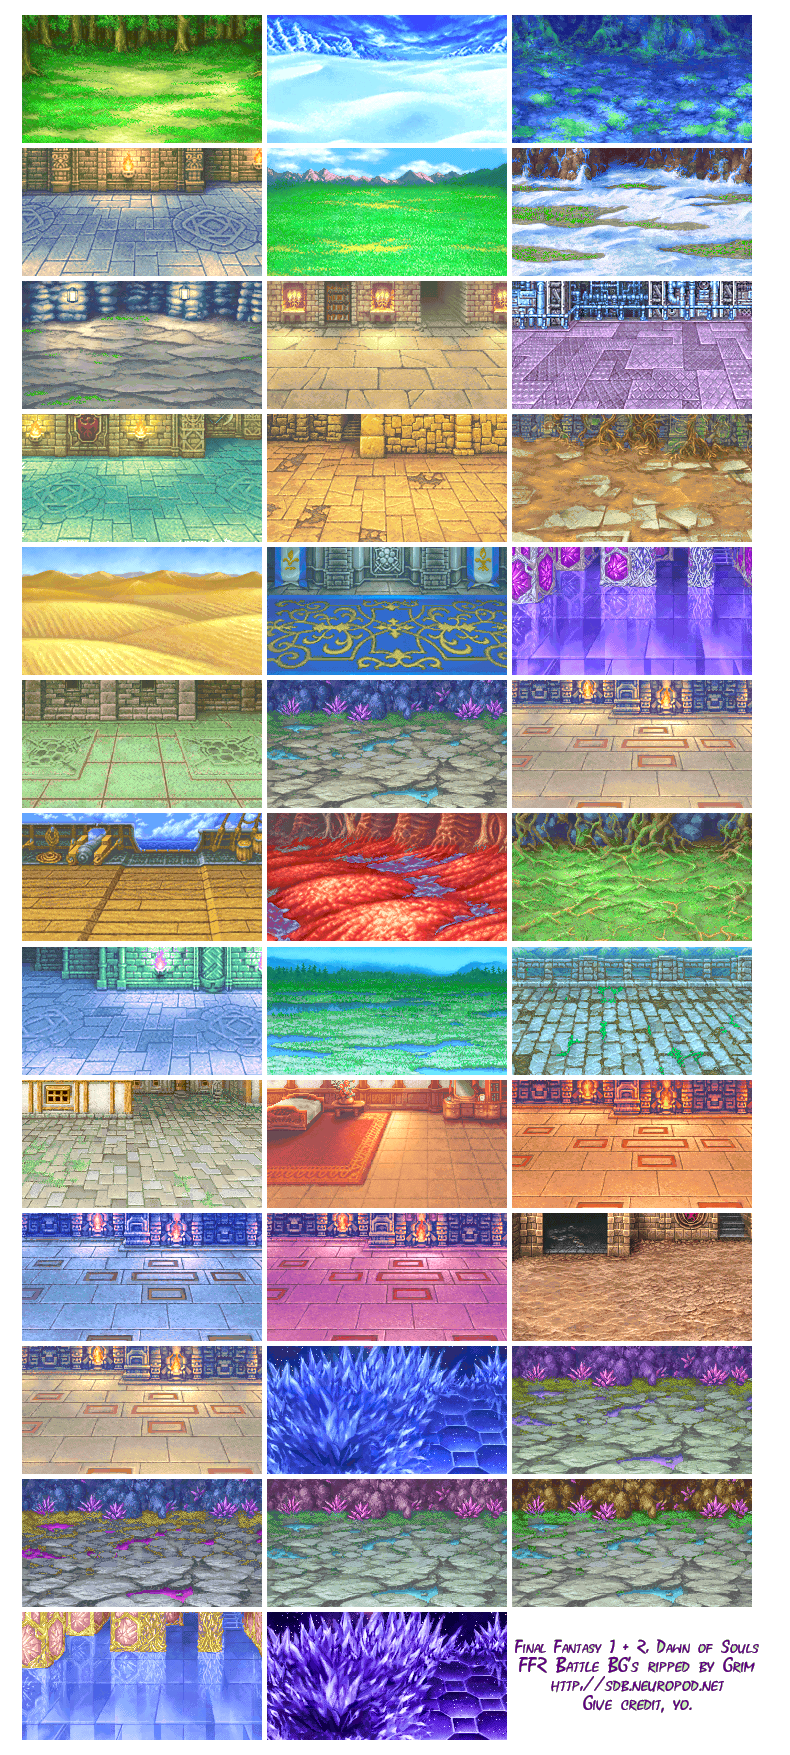 Final Fantasy 1 + 2, Dawn of Souls
FF2 Battle BG's ripped by Grim
http://sdb.neuropod.net
Give credit, yo.